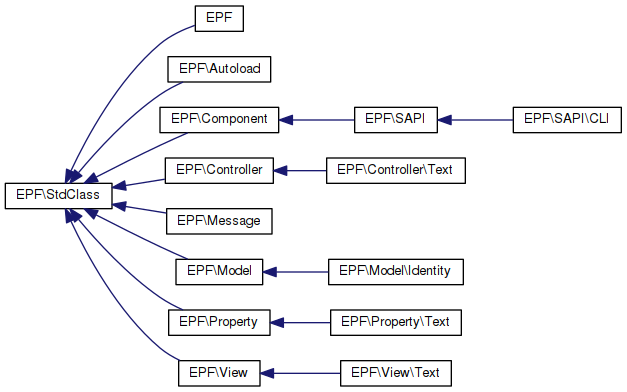 EPF
EPF\Autoload
EPF\Component
EPF\SAPI
EPF\SAPI\CLI
EPF\Controller
EPF\Controller\Text
EPF\StdClass
EPF\Message
EPF\Model
EPF\Model\Identity
EPF\Property
EPF\Property\Text
EPF\View
EPF\View\Text